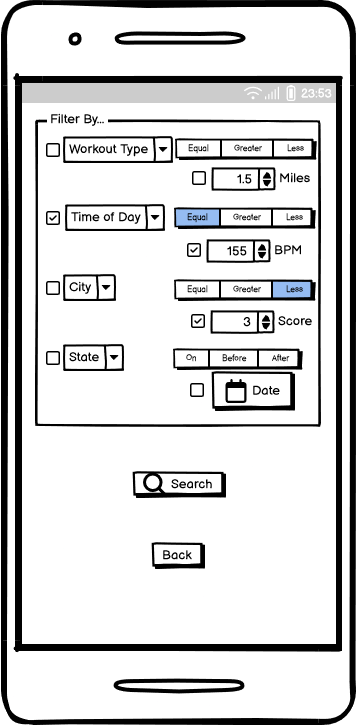 23:53
Filter By...
Workout Type Equal Greater Less
1.5 Miles
Time of Day Equal Greater Less
155 BPM
City Equal Greater Less
3 Score
State On Before After
Date
Search
Back